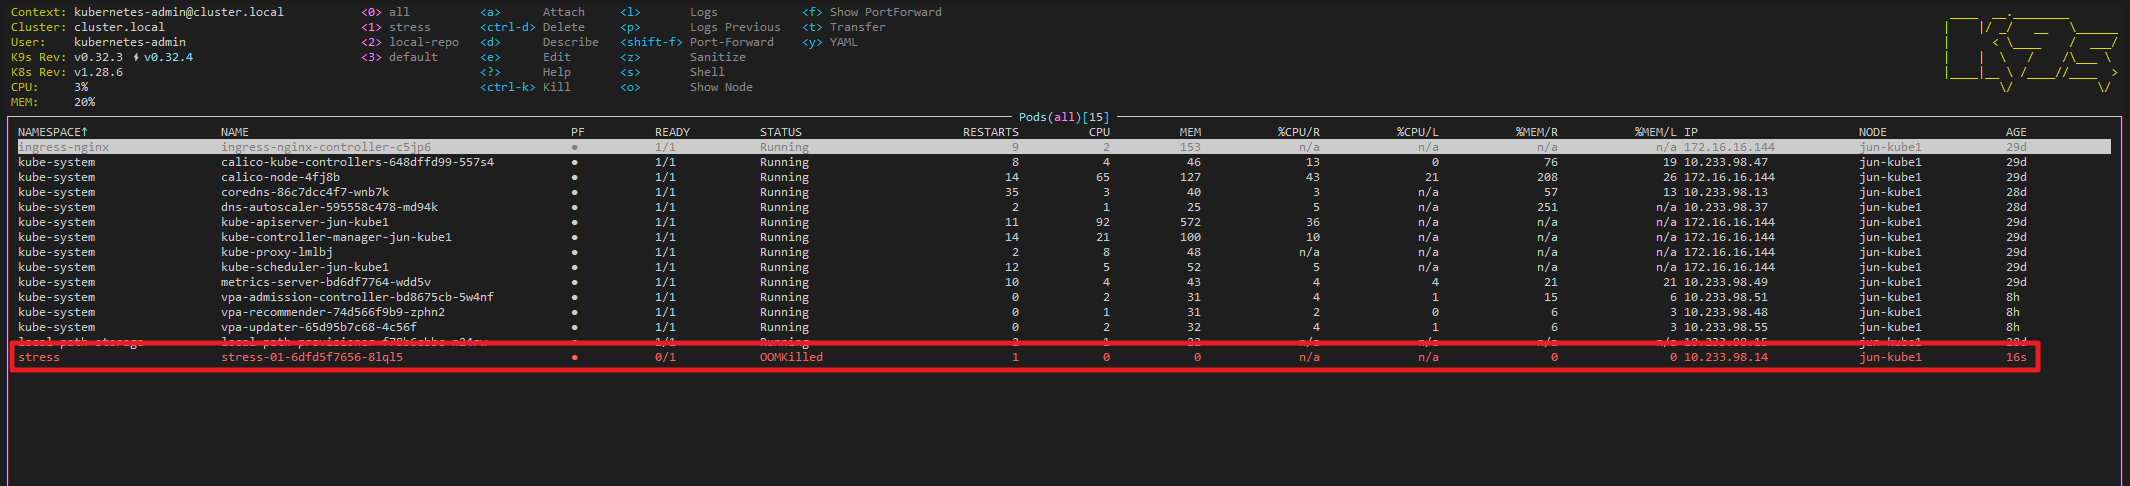 Context: kubernetes-admin@cluster.local <0> all <a> Attach <l> Logs <f> Show PortForward
Cluster: cluster.local <1> stress <ctrl-d> Delete <p> Logs Previous <t> Transfer
User: kubernetes-admin <2> local-repo <d> Describe <shift-f> Port-Forward <y> YAML
K9s Rev: v0.32.3 ⚡v0.32.4 <3> default <e> Edit <z> Sanitize
K8s Rev: v1.28.6 <?> Help <s> Shell
CPU: 3% <ctrl-k> Kill <o> Show Node
MEM: 20%
Pods(all)[15]
NAMESPACE↑ NAME PF READY STATUS RESTARTS CPU MEM %CPU/R %CPU/L %MEM/R %MEM/L IP NODE AGE
ingress-nginx ingress-nginx-controller-c5jp6 ● 1/1 Running 9 2 153 n/a n/a n/a n/a 172.16.16.144 jun-kube1 29d
kube-system calico-kube-controllers-648dffd99-557s4 ● 1/1 Running 8 4 46 13 0 76 19 10.233.98.47 jun-kube1 29d
kube-system calico-node-4fj8b ● 1/1 Running 14 65 127 43 21 208 26 172.16.16.144 jun-kube1 29d
kube-system coredns-86c7dcc4f7-wnb7k ● 1/1 Running 35 3 40 3 n/a 57 13 10.233.98.13 jun-kube1 28d
kube-system dns-autoscaler-595558c478-md94k ● 1/1 Running 2 1 25 5 n/a 251 n/a 10.233.98.37 jun-kube1 28d
kube-system kube-apiserver-jun-kube1 ● 1/1 Running 11 92 572 36 n/a n/a n/a 172.16.16.144 jun-kube1 29d
kube-system kube-controller-manager-jun-kube1 ● 1/1 Running 14 21 100 10 n/a n/a n/a 172.16.16.144 jun-kube1 29d
kube-system kube-proxy-lmlbj ● 1/1 Running 2 8 48 n/a n/a n/a n/a 172.16.16.144 jun-kube1 29d
kube-system kube-scheduler-jun-kube1 ● 1/1 Running 12 5 52 5 n/a n/a n/a 172.16.16.144 jun-kube1 29d
kube-system metrics-server-bd6df7764-wdd5v ● 1/1 Running 10 4 43 4 4 21 21 10.233.98.49 jun-kube1 29d
kube-system vpa-admission-controller-bd8675cb-5w4nf ● 1/1 Running 0 2 31 4 1 15 6 10.233.98.51 jun-kube1 8h
kube-system vpa-recommender-74d566f9b9-zphn2 ● 1/1 Running 0 1 31 2 0 6 3 10.233.98.48 jun-kube1 8h
kube-system vpa-updater-65d95b7c68-4c56f ● 1/1 Running 0 2 32 4 1 6 3 10.233.98.55 jun-kube1 8h
local-path-storage 1/1 Running 2 1 22 n/a n/a n/a n/a 10.233.98.15 jun-kube1 28d
stress stress-01-6dfd5f7656-8lql5 ● 0/1 OOMKilled 1 0 0 n/a n/a 0 0 10.233.98.14 jun-kube1 16s